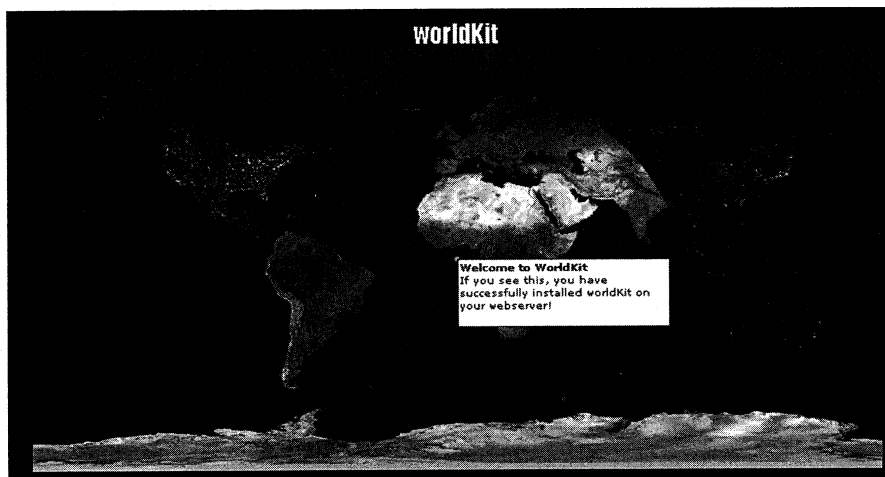 worldKit
Welcome to WorldKit
If you see this, you have
successfully installed worldKit on
your webserver!